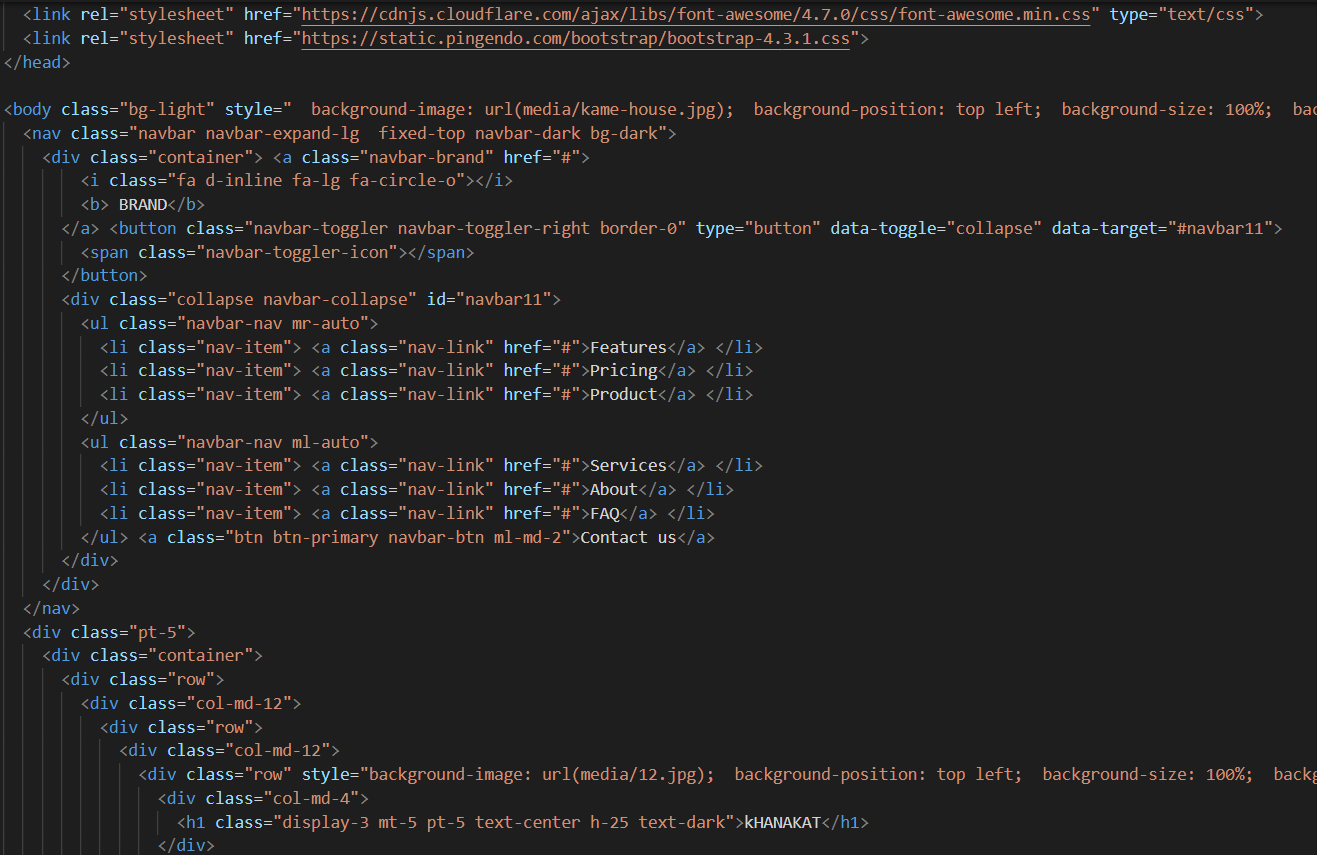 <link rel="stylesheet" href="https://cdnjs.cloudflare.com/ajax/libs/font-awesome/4.7.0/css/font-awesome.min.css" type="text/css">
<link rel="stylesheet" href="https://static.pingendo.com/bootstrap/bootstrap-4.3.1.css">
</head>
<body class="bg-light" style="  background-image: url(media/kame-house.jpg);  background-position: top left;  background-size: 100%;  bac
<nav class="navbar navbar-expand-lg  fixed-top navbar-dark bg-dark">
<div class="container"> <a class="navbar-brand" href="#">
<i class="fa d-inline fa-lg fa-circle-o"></i>
<b> BRAND</b>
</a> <button class="navbar-toggler navbar-toggler-right border-0" type="button" data-toggle="collapse" data-target="#navbar11">
<span class="navbar-toggler-icon"></span>
</button>
<div class="collapse navbar-collapse" id="navbar11">
<ul class="navbar-nav mr-auto">
<li class="nav-item"> <a class="nav-link" href="#">Features</a> </li>
<li class="nav-item"> <a class="nav-link" href="#">Pricing</a> </li>
<li class="nav-item"> <a class="nav-link" href="#">Product</a> </li>
</ul>
<ul class="navbar-nav ml-auto">
<li class="nav-item"> <a class="nav-link" href="#">Services</a> </li>
<li class="nav-item"> <a class="nav-link" href="#">About</a> </li>
<li class="nav-item"> <a class="nav-link" href="#">FAQ</a> </li>
</ul> <a class="btn btn-primary navbar-btn ml-md-2">Contact us</a>
</div>
</div>
</nav>
<div class="pt-5">
<div class="container">
<div class="row">
<div class="col-md-12">
<div class="row">
<div class="col-md-12">
<div class="row" style="background-image: url(media/12.jpg);  background-position: top left;  background-size: 100%;  backg
<div class="col-md-4">
<h1 class="display-3 mt-5 pt-5 text-center h-25 text-dark">kHANAKAT</h1>
</div>